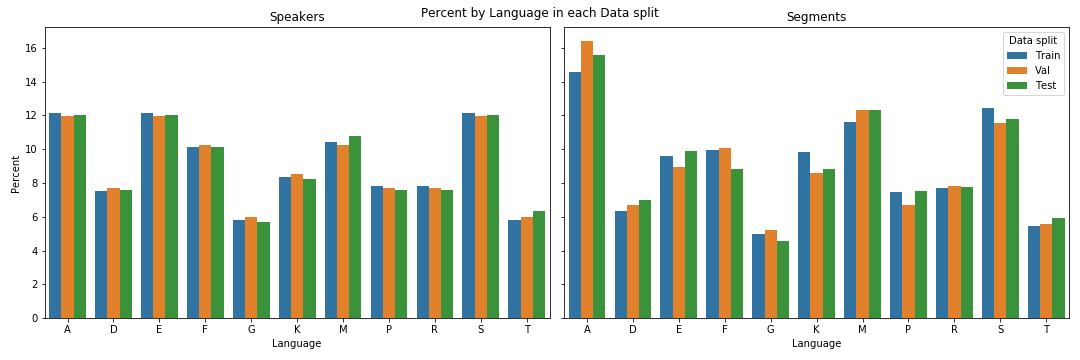 Percent by Language in each Data split
Speakers
Segments
Percent
16
14
12
10
8
6
4
2
0
A D E F G K M P R S T
Language
Data split
Train
Val
Test
A D E F G K M P R S T
Language